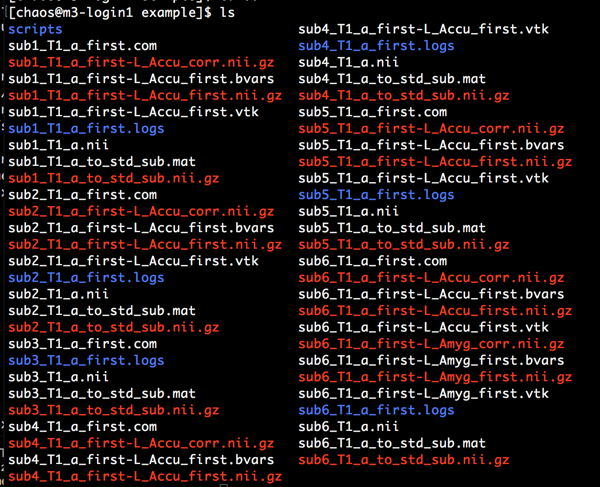 [chaos@m3-login1 example]$ ls
scripts
sub1_T1_a_first.com
sub1_T1_a_first-L_Accu_corr.nii.gz
sub1_T1_a_first-L_Accu_first.bvars
sub1_T1_a_first-L_Accu_first.nii.gz
sub1_T1_a_first-L_Accu_first.vtk
sub1_T1_a_first.logs
sub1_T1_a.nii
sub1_T1_a_to_std_sub.mat
sub1_T1_a_to_std_sub.nii.gz
sub2_T1_a_first.com
sub2_T1_a_first-L_Accu_corr.nii.gz
sub2_T1_a_first-L_Accu_first.bvars
sub2_T1_a_first-L_Accu_first.nii.gz
sub2_T1_a_first-L_Accu_first.vtk
sub2_T1_a_first.logs
sub2_T1_a.nii
sub2_T1_a_to_std_sub.mat
sub2_T1_a_to_std_sub.nii.gz
sub3_T1_a_first.com
sub3_T1_a_first.logs
sub3_T1_a.nii
sub3_T1_a_to_std_sub.mat
sub3_T1_a_to_std_sub.nii.gz
sub4_T1_a_first.com
sub4_T1_a_first-L_Accu_corr.nii.gz
sub4_T1_a_first-L_Accu_first.bvars
sub4_T1_a_first-L_Accu_first.nii.gz
sub4_T1_a_first-L_Accu_first.vtk
sub4_T1_a_first.logs
sub4_T1_a.nii
sub4_T1_a_to_std_sub.mat
sub4_T1_a_to_std_sub.nii.gz
sub5_T1_a_first.com
sub5_T1_a_first-L_Accu_corr.nii.gz
sub5_T1_a_first-L_Accu_first.bvars
sub5_T1_a_first-L_Accu_first.nii.gz
sub5_T1_a_first-L_Accu_first.vtk
sub5_T1_a_first.logs
sub5_T1_a.nii
sub5_T1_a_to_std_sub.mat
sub5_T1_a_to_std_sub.nii.gz
sub6_T1_a_first.com
sub6_T1_a_first-L_Accu_corr.nii.gz
sub6_T1_a_first-L_Accu_first.bvars
sub6_T1_a_first-L_Accu_first.nii.gz
sub6_T1_a_first-L_Accu_first.vtk
sub6_T1_a_first-L_Amyg_corr.nii.gz
sub6_T1_a_first-L_Amyg_first.bvars
sub6_T1_a_first-L_Amyg_first.nii.gz
sub6_T1_a_first-L_Amyg_first.vtk
sub6_T1_a_first.logs
sub6_T1_a.nii
sub6_T1_a_to_std_sub.mat
sub6_T1_a_to_std_sub.nii.gz